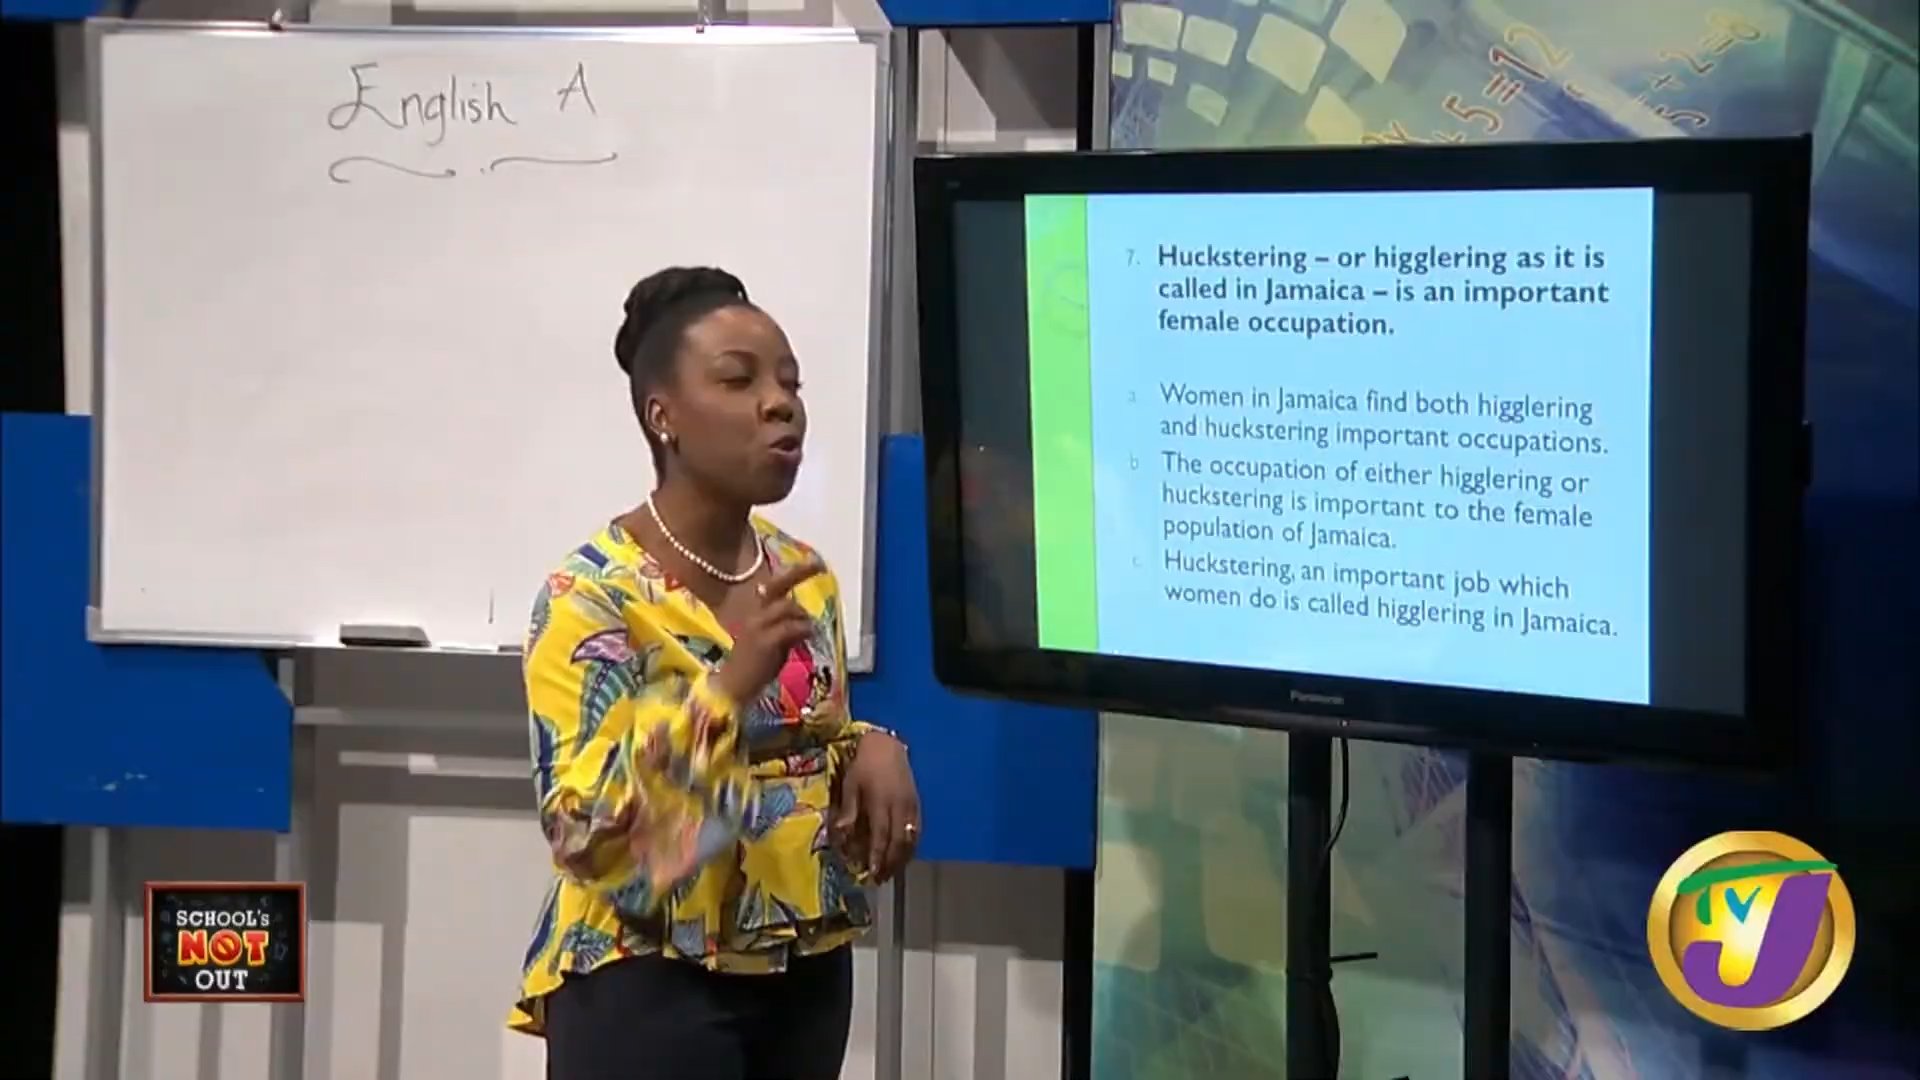 English A
= 12
7. Huckstering – or higglering as it is
called in Jamaica – is an important
female occupation.
a Women in Jamaica find both higglering
and huckstering important occupations.
b The occupation of either higglering or
huckstering is important to the female
population of Jamaica.
c Huckstering, an important job which
women do is called higglering in Jamaica.
Panasonic
SCHOOL'S
NOT
OUT
TVJ